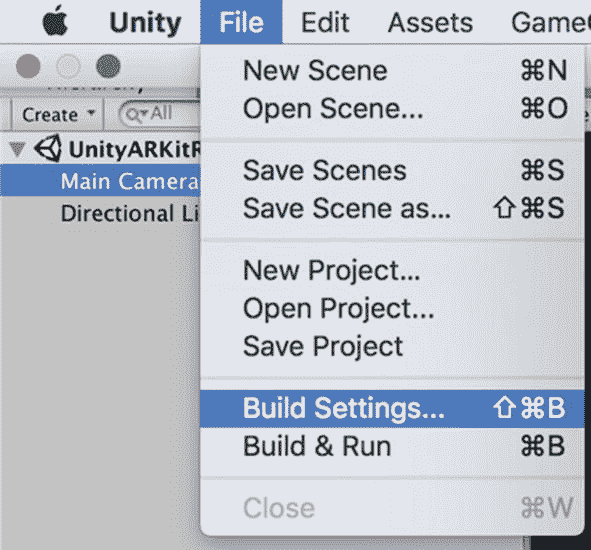 Unity File Edit Assets Game
Create All
UnityARKitR
Main Camera
Directional Li
New Scene ⌘N
Open Scene... ⌘O
Save Scenes ⌘S
Save Scene as... ⇧⌘S
New Project...
Open Project...
Save Project
Build Settings... ⇧⌘B
Build & Run ⌘B
Close ⌘W